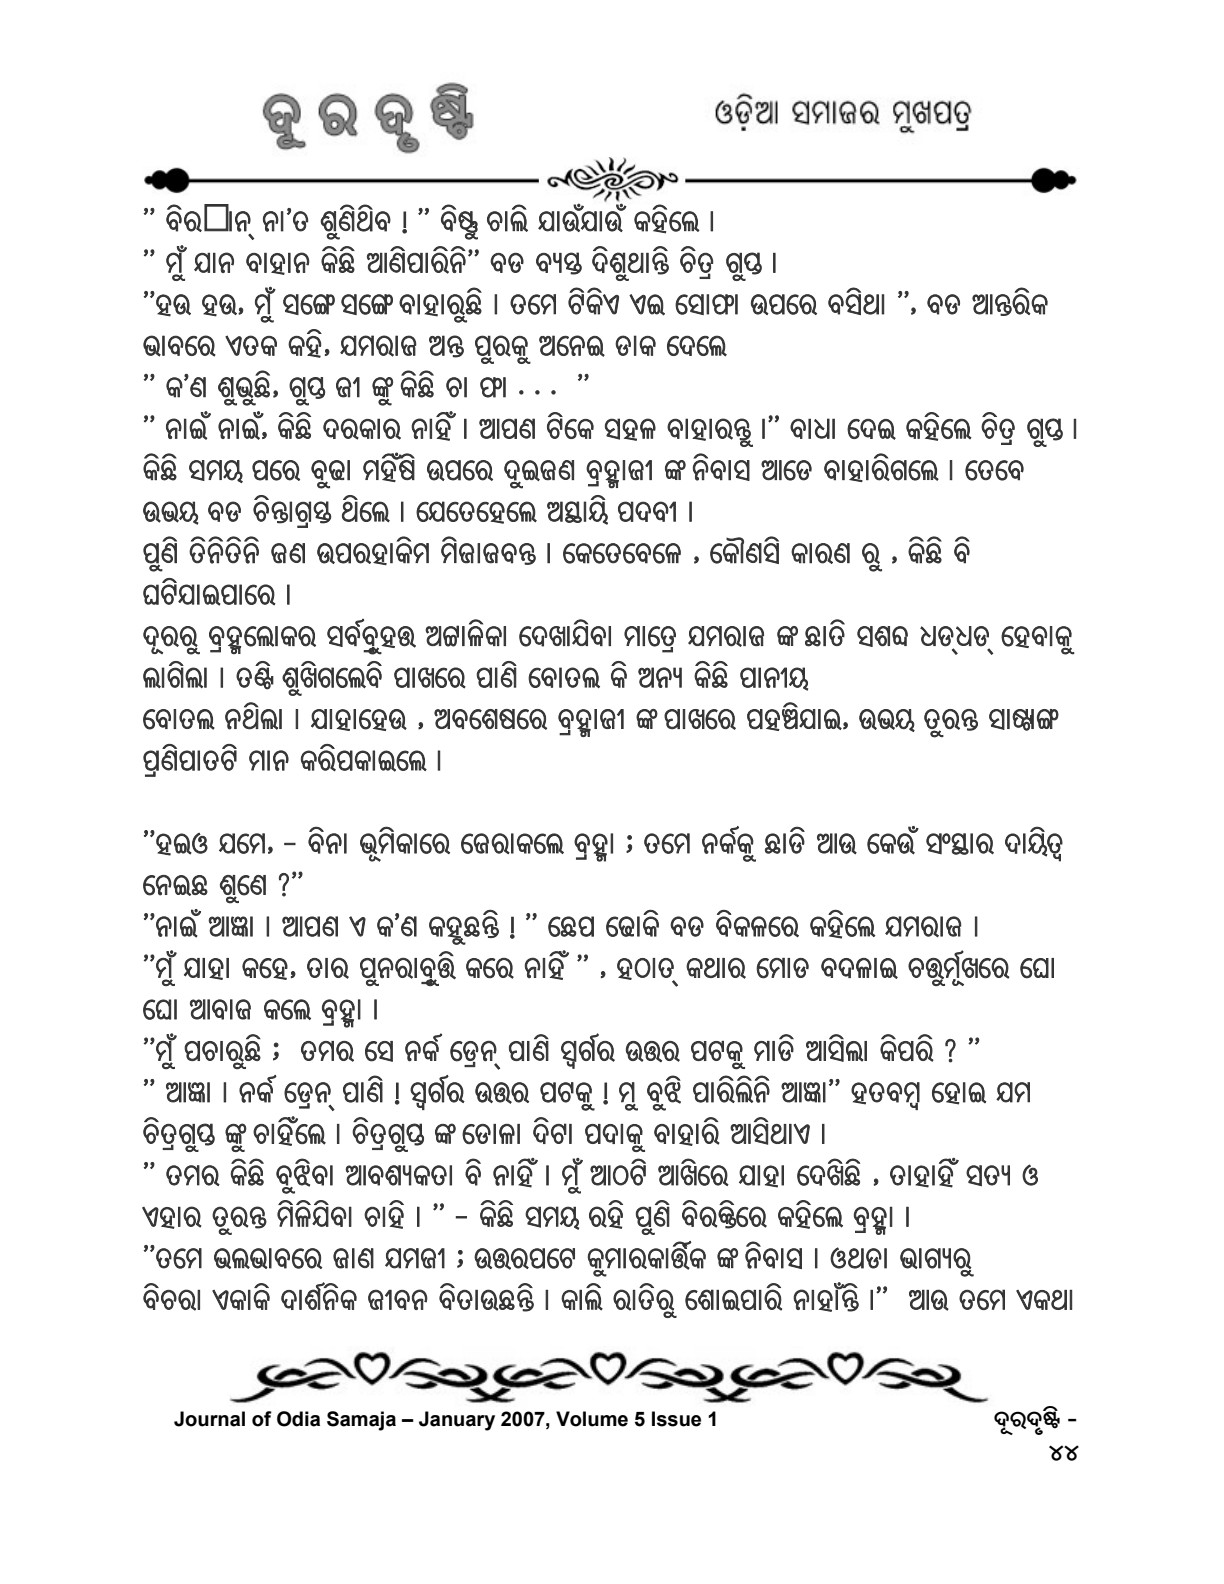 ଦୂରଦୃଷ୍ଟି ଓଡ଼ିଆ ସମାଜର ମୁଖପତ୍ର
” ନା’ତ ଶୁଣିଥିବ ! ” ବିଷ୍ଣୁ ଚାଲି ଯାଉଁଯାଉଁ କହିଲେ ।
” ମୁଁ ଯାନ ବାହାନ କିଛି ଆଣିପାରିନି” ବଡ ବ୍ୟସ୍ତ ଦିଶୁଥାନ୍ତି ଚିତ୍ର ଗୁପ୍ତ ।
”ହଉ ହଉ, ମୁଁ ସଙ୍ଗେ ସଙ୍ଗେ ବାହାରୁଛି । ତମେ ଟିକିଏ ଏଇ ସୋଫା ଉପରେ ବସିଥା ”, ବଡ ଆନ୍ତରିକ
ଭାବରେ ଏତକ କହି, ଯମରାଜ ଅନ୍ତ ପୁରକୁ ଅନେଇ ଡାକ ଦେଲେ
” କ’ଣ ଶୁଭୁଛି, ଗୁପ୍ତ ଜୀ ଙ୍କୁ କିଛି ଚା ଫା . . . ”
” ନାଇଁ ନାଇଁ, କିଛି ଦରକାର ନାହିଁ । ଆପଣ ଟିକେ ସହଳ ବାହାରନ୍ତୁ ।” ବାଧା ଦେଇ କହିଲେ ଚିତ୍ର ଗୁପ୍ତ ।
କିଛି ସମୟ ପରେ ବୁଢା ମହିଁଷି ଉପରେ ଦୁଇଜଣ ବ୍ରହ୍ମାଜୀ ଙ୍କ ନିବାସ ଆଡେ ବାହାରିଗଲେ । ତେବେ
ଉଭୟ ବଡ ଚିନ୍ତାଗ୍ରସ୍ତ ଥିଲେ । ଯେତେହେଲେ ଅସ୍ଥାୟି ପଦବୀ ।
ପୁଣି ତିନିତିନି ଜଣ ଉପରହାକିମ ମିଜାଜବନ୍ତ । କେତେବେଳେ , କୌଣସି କାରଣ ରୁ , କିଛି ବି
ଘଟିଯାଇପାରେ ।
ଦୂରରୁ ବ୍ରହ୍ମଲୋକର ସର୍ବବ୍ରୁହତ୍ତ ଅଟ୍ଟାଳିକା ଦେଖାଯିବା ମାତ୍ରେ ଯମରାଜ ଙ୍କ ଛାତି ସଶବ୍ଦ ଧଡ୍‌ଧଡ୍ ହେବାକୁ
ଲାଗିଲା । ତଣ୍ଟି ଶୁଖିଗଲେବି ପାଖରେ ପାଣି ବୋତଲ କି ଅନ୍ୟ କିଛି ପାନୀୟ
ବୋତଲ ନଥିଲା । ଯାହାହେଉ , ଅବଶେଷରେ ବ୍ରହ୍ମାଜୀ ଙ୍କ ପାଖରେ ପହଞ୍ଚିଯାଇ, ଉଭୟ ତୁରନ୍ତ ସାଷ୍ଟାଙ୍ଗ
ପ୍ରଣିପାତଟି ମାନ କରିପକାଇଲେ ।
”ହଇଓ ଯମେ, – ବିନା ଭୂମିକାରେ ଜେରାକଲେ ବ୍ରହ୍ମା ; ତମେ ନର୍କକୁ ଛାଡି ଆଉ କେଉଁ ସଂସ୍ଥାର ଦାୟିତ୍ୱ
ନେଇଛ ଶୁଣେ ?”
”ନାଇଁ ଆଜ୍ଞା । ଆପଣ ଏ କ’ଣ କହୁଛନ୍ତି ! ” ଛେପ ଢୋକି ବଡ ବିକଳରେ କହିଲେ ଯମରାଜ ।
”ମୁଁ ଯାହା କହେ, ତାର ପୁନରାବ୍ରୁତ୍ତି କରେ ନାହିଁ ” , ହଠାତ୍ କଥାର ମୋଡ ବଦଳାଇ ଚତ୍ତୁର୍ମୂଖରେ ଘୋ
ଘୋ ଆବାଜ କଲେ ବ୍ରହ୍ମା ।
”ମୁଁ ପଚାରୁଛି ; ତମର ସେ ନର୍କ ଡ୍ରେନ୍ ପାଣି ସ୍ୱର୍ଗର ଉତ୍ତର ପଟକୁ ମାଡି ଆସିଲା କିପରି ? ”
” ଆଜ୍ଞା । ନର୍କ ଡ୍ରେନ୍ ପାଣି ! ସ୍ୱର୍ଗର ଉତ୍ତର ପଟକୁ ! ମୁ ବୁଝି ପାରିଲିନି ଆଜ୍ଞା” ହତବମ୍ବ ହୋଇ ଯମ
ଚିତ୍ରଗୁପ୍ତ ଙ୍କୁ ଚାହିଁଲେ । ଚିତ୍ରଗୁପ୍ତ ଙ୍କ ଡୋଳା ଦିଟା ପଦାକୁ ବାହାରି ଆସିଥାଏ ।
” ତମର କିଛି ବୁଝିବା ଆବଶ୍ୟକତା ବି ନାହିଁ । ମୁଁ ଆଠଟି ଆଖିରେ ଯାହା ଦେଖିଛି , ତାହାହିଁ ସତ୍ୟ ଓ
ଏହାର ତୁରନ୍ତ ମିଳିଯିବା ଚାହି । ” – କିଛି ସମୟ ରହି ପୁଣି ବିରକ୍ତିରେ କହିଲେ ବ୍ରହ୍ମା ।
”ତମେ ଭଲଭାବରେ ଜାଣ ଯମଜୀ ; ଉତ୍ତରପଟେ କୁମାରକାର୍ତ୍ତିକ ଙ୍କ ନିବାସ । ଓଥଡା ଭାଗ୍ୟରୁ
ବିଚରା ଏକାକି ଦାର୍ଶନିକ ଜୀବନ ବିତାଉଛନ୍ତି । କାଲି ରାତିରୁ ଶୋଇପାରି ନାହାଁନ୍ତି ।” ଆଉ ତମେ ଏକଥା
Journal of Odia Samaja – January 2007, Volume 5 Issue 1 ଦୂରଦୃଷ୍ଟି -
୪୪